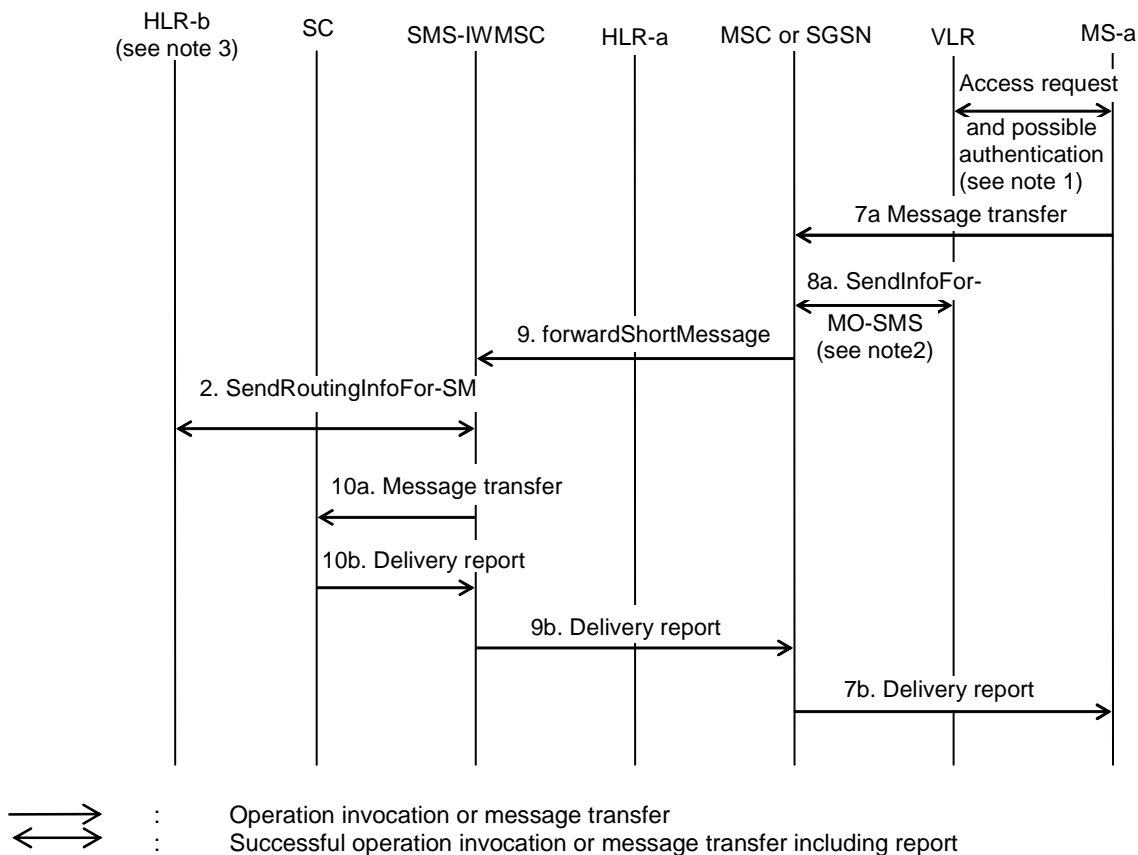 HLR-b
(see note 3)
SC
SMS-IWMSC
HLR-a
MSC or SGSN
VLR
MS-a
Access request
and possible
authentication
(see note 1)
7a Message transfer
8a. SendInfoFor-
MO-SMS
(see note2)
9. forwardShortMessage
2. SendRoutingInfoFor-SM
10a. Message transfer
10b. Delivery report
9b. Delivery report
7b. Delivery report
: Operation invocation or message transfer
: Successful operation invocation or message transfer including report